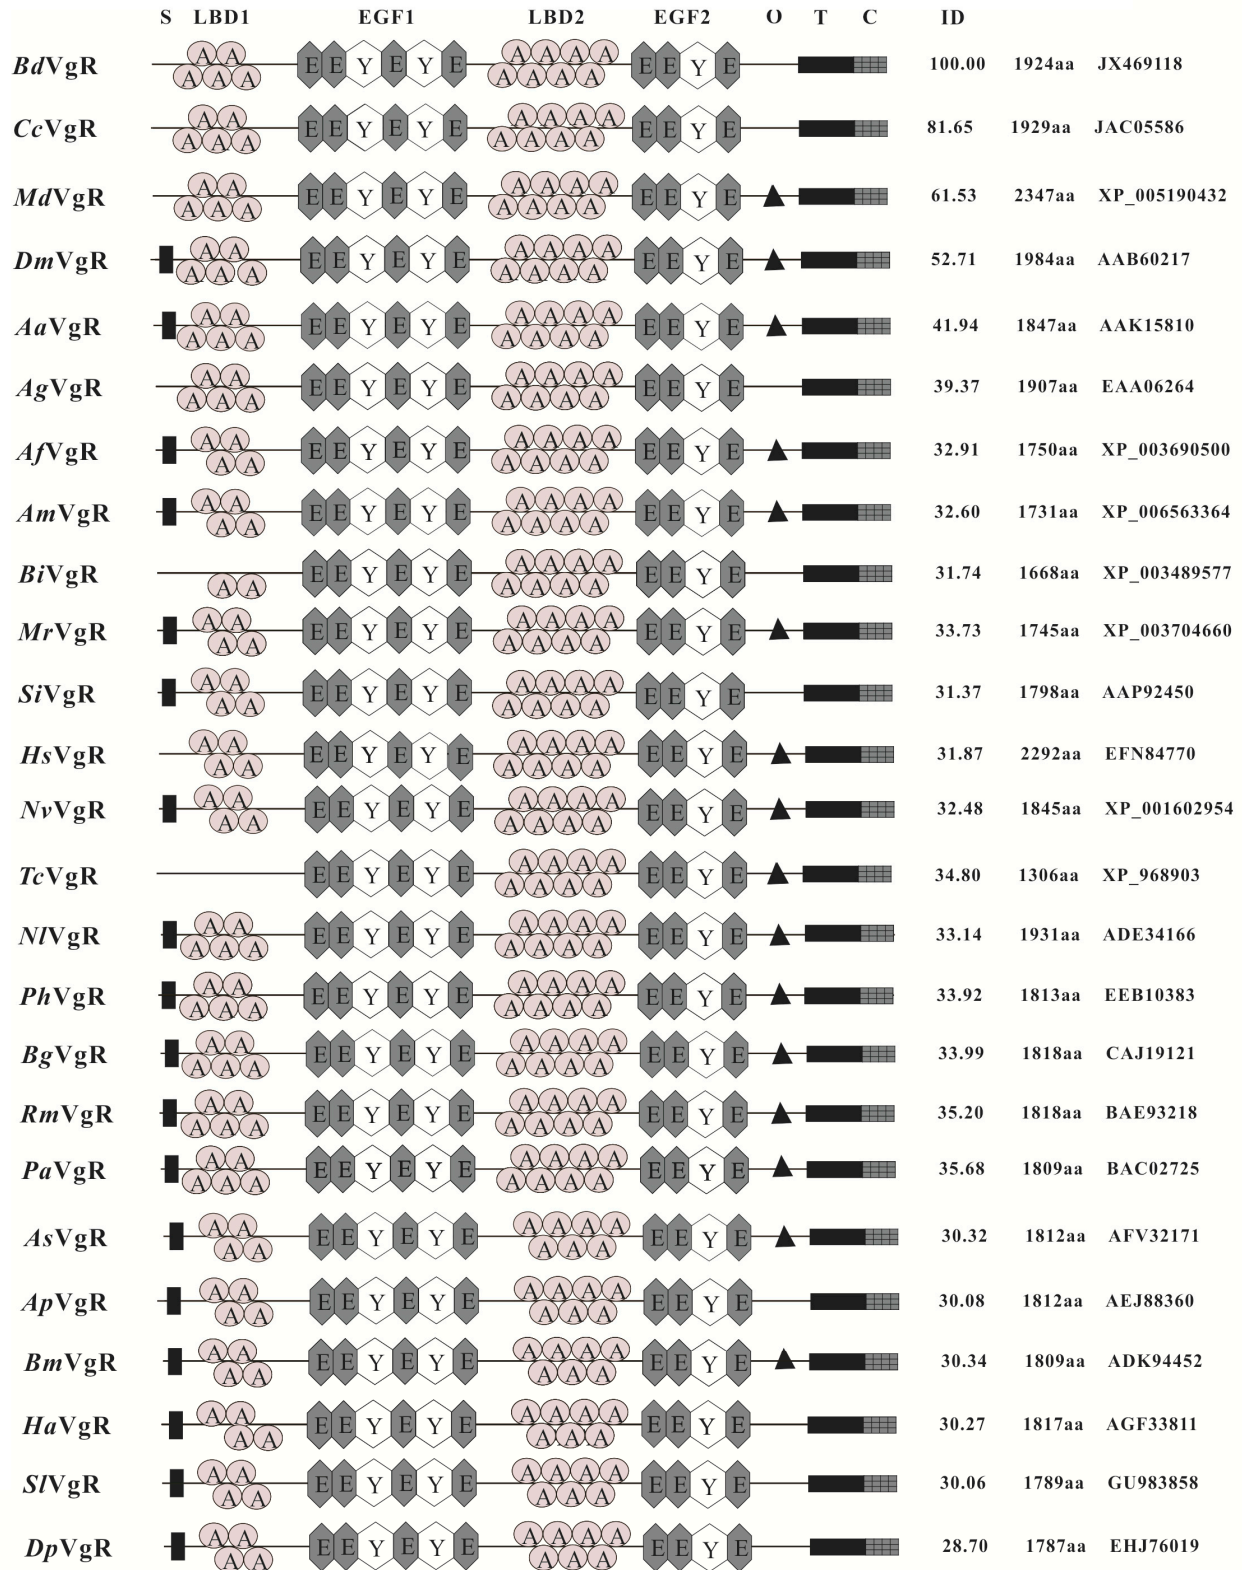 S LBD1 EGF1 LBD2 EGF2 O T C ID
A A A A A A
BdVgR E E Y E Y E E E Y E 100.00 1924aa JX469118
A A A A A A A
A A A A A A
CcVgR E E Y E Y E E E Y E 81.65 1929aa JAC05586
A A A A A A A
A A A A A A
MdVgR E E Y E Y E E E Y E 61.53 2347aa XP_005190432
A A A A A A A
A A A A A A
DmVgR E E Y E Y E E E Y E 52.71 1984aa AAB60217
A A A A A A A
A A A A A A
AaVgR E E Y E Y E E E Y E 41.94 1847aa AAK15810
A A A A A A A
A A A A A A
AgVgR E E Y E Y E E E Y E 39.37 1907aa EAA06264
A A A A A A A
A A A A A A
AfVgR E E Y E Y E E E Y E 32.91 1750aa XP_003690500
A A A A A A
A A A A A A
AmVgR E E Y E Y E E E Y E 32.60 1731aa XP_006563364
A A A A A A
A A A A
BiVgR E E Y E Y E E E Y E 31.74 1668aa XP_003489577
A A A A A A
A A A A A A
MrVgR E E Y E Y E E E Y E 33.73 1745aa XP_003704660
A A A A A A
A A A A A A
SiVgR E E Y E Y E E E Y E 31.37 1798aa AAP92450
A A A A A A
A A A A A A
HsVgR E E Y E Y E E E Y E 31.87 2292aa EFN84770
A A A A A A
A A A A A A
NvVgR E E Y E Y E E E Y E 32.48 1845aa XP_001602954
A A A A A A
A A A A
TcVgR E E Y E Y E E E Y E 34.80 1306aa XP_968903
A A A A
A A A A A A
NlVgR E E Y E Y E E E Y E 33.14 1931aa ADE34166
A A A A A A A
A A A A A A
PhVgR E E Y E Y E E E Y E 33.92 1813aa EEB10383
A A A A A A A
A A A A A A
BgVgR E E Y E Y E E E Y E 33.99 1818aa CAJ19121
A A A A A A A
A A A A A A
RmVgR E E Y E Y E E E Y E 35.20 1818aa BAE93218
A A A A A A A
A A A A A A
PaVgR E E Y E Y E E E Y E 35.68 1809aa BAC02725
A A A A A A A
A A A A A A
AsVgR E E Y E Y E E E Y E 30.32 1812aa AFV32171
A A A A A
A A A A A A
ApVgR E E Y E Y E E E Y E 30.08 1812aa AEJ88360
A A A A A
A A A A A A
BmVgR E E Y E Y E E E Y E 30.34 1809aa ADK94452
A A A A A
A A A A A A
HaVgR E E Y E Y E E E Y E 30.27 1817aa AGF33811
A A A A A
A A A A A A
SlVgR E E Y E Y E E E Y E 30.06 1789aa GU983858
A A A A A
A A A A A A
DpVgR E E Y E Y E E E Y E 28.70 1787aa EHJ76019
A A A A A